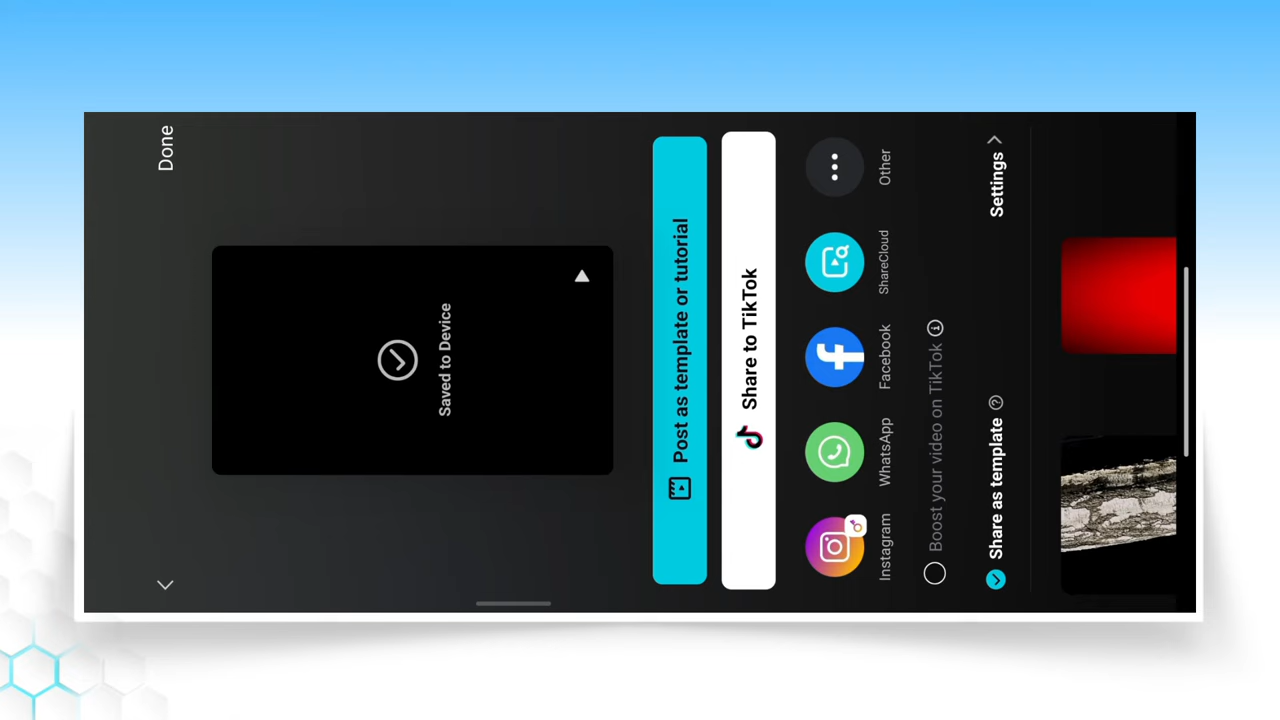 Done
Saved to Device
Post as template or tutorial
Share to TikTok
Instagram
WhatsApp
Facebook
ShareCloud
Other
Boost your video on TikTok
Share as template
Settings